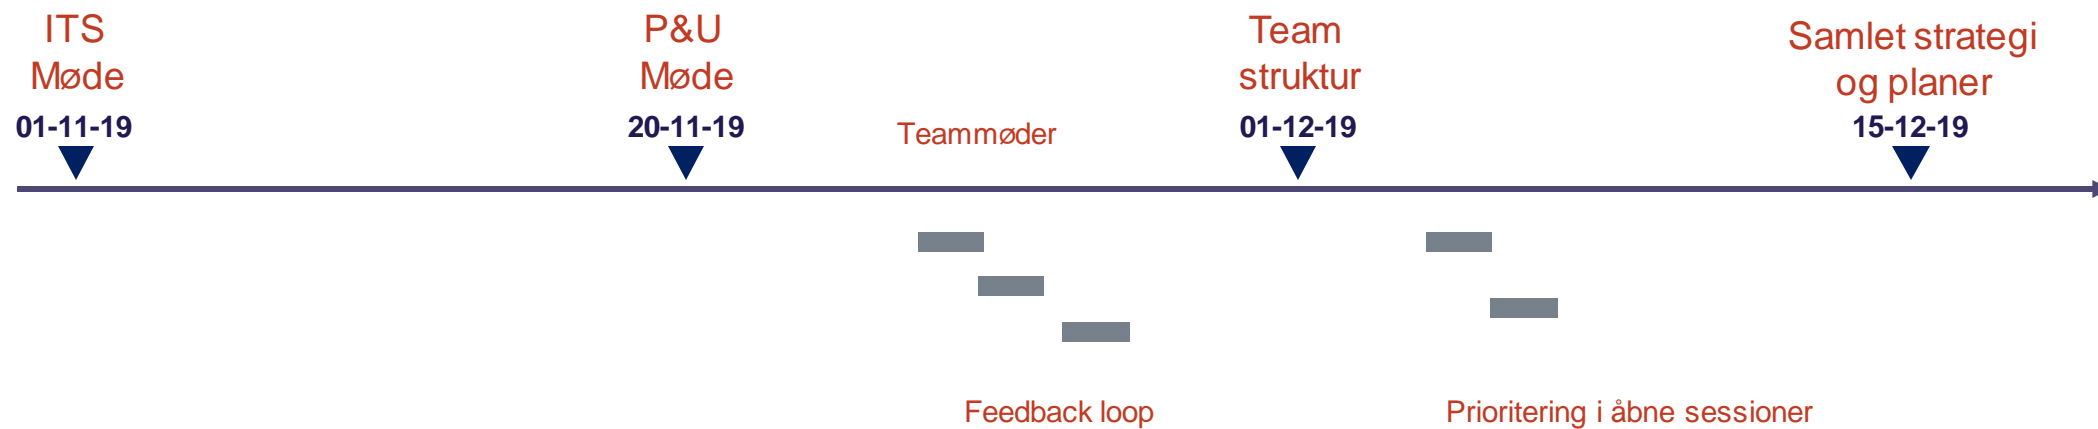 ITS
Møde
01-11-19
P&U
Møde
20-11-19
Teammøder
Team
struktur
01-12-19
Samlet strategi
og planer
15-12-19
Feedback loop
Prioritering i åbne sessioner